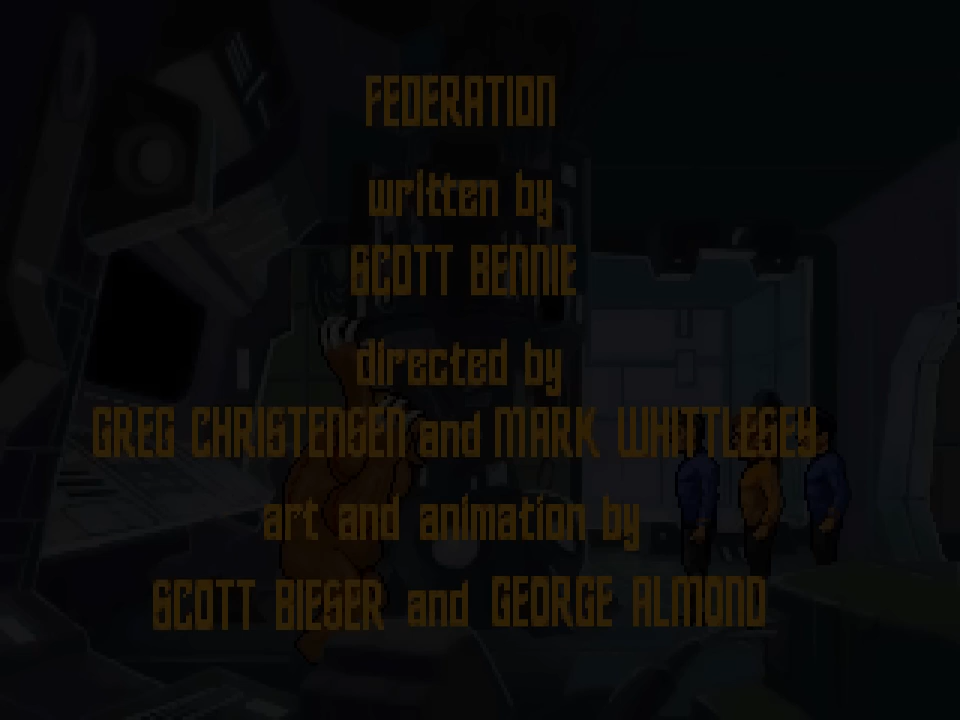 FEDERATION
written by
SCOTT BENNIE
directed by
GREG CHRISTENSEN and MARK WHITTLESEY
art and animation by
SCOTT BIESER and GEORGE ALMOND